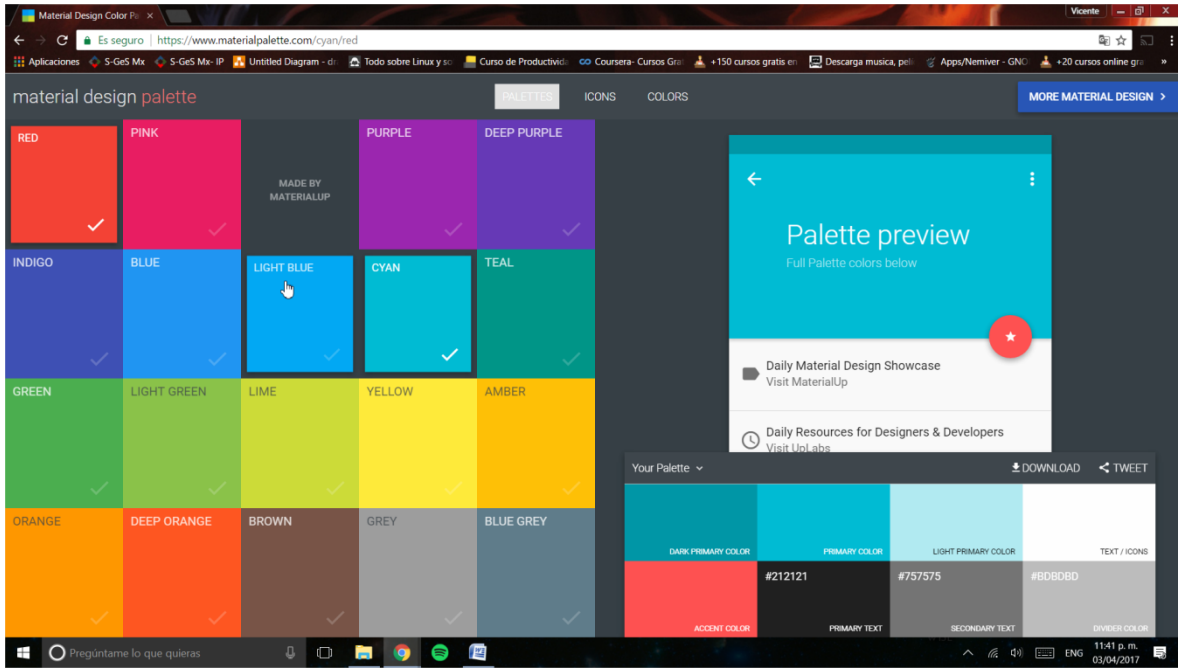 Material Design Color Pa
Vicente
Es seguro | https://www.materialpalette.com/cyan/red
Aplicaciones S-GeS Mx S-GeS Mx- IP Untitled Diagram - dr Todo sobre Linux y so Curso de Productivida Coursera- Cursos Gra +150 cursos gratis en Descarga musica, peli Apps/Nemiver - GNO +20 cursos online gra »
material design palette
PALETTES ICONS COLORS
MORE MATERIAL DESIGN
RED
PINK
MADE BY
MATERIALUP
PURPLE
DEEP PURPLE
INDIGO
BLUE
LIGHT BLUE
CYAN
TEAL
GREEN
LIGHT GREEN
LIME
YELLOW
AMBER
ORANGE
DEEP ORANGE
BROWN
GREY
BLUE GREY
Palette preview
Full Palette colors below
Daily Material Design Showcase
Visit MaterialUp
Daily Resources for Designers & Developers
Visit UpLabs
Your Palette
DOWNLOAD
TWEET
DARK PRIMARY COLOR
PRIMARY COLOR
LIGHT PRIMARY COLOR
TEXT / ICONS
#212121
#757575
#BDBDBD
ACCENT COLOR
PRIMARY TEXT
SECONDARY TEXT
DIVIDER COLOR
Pregúntame lo que quieras
ENG
11:41 p. m.
03/04/2017